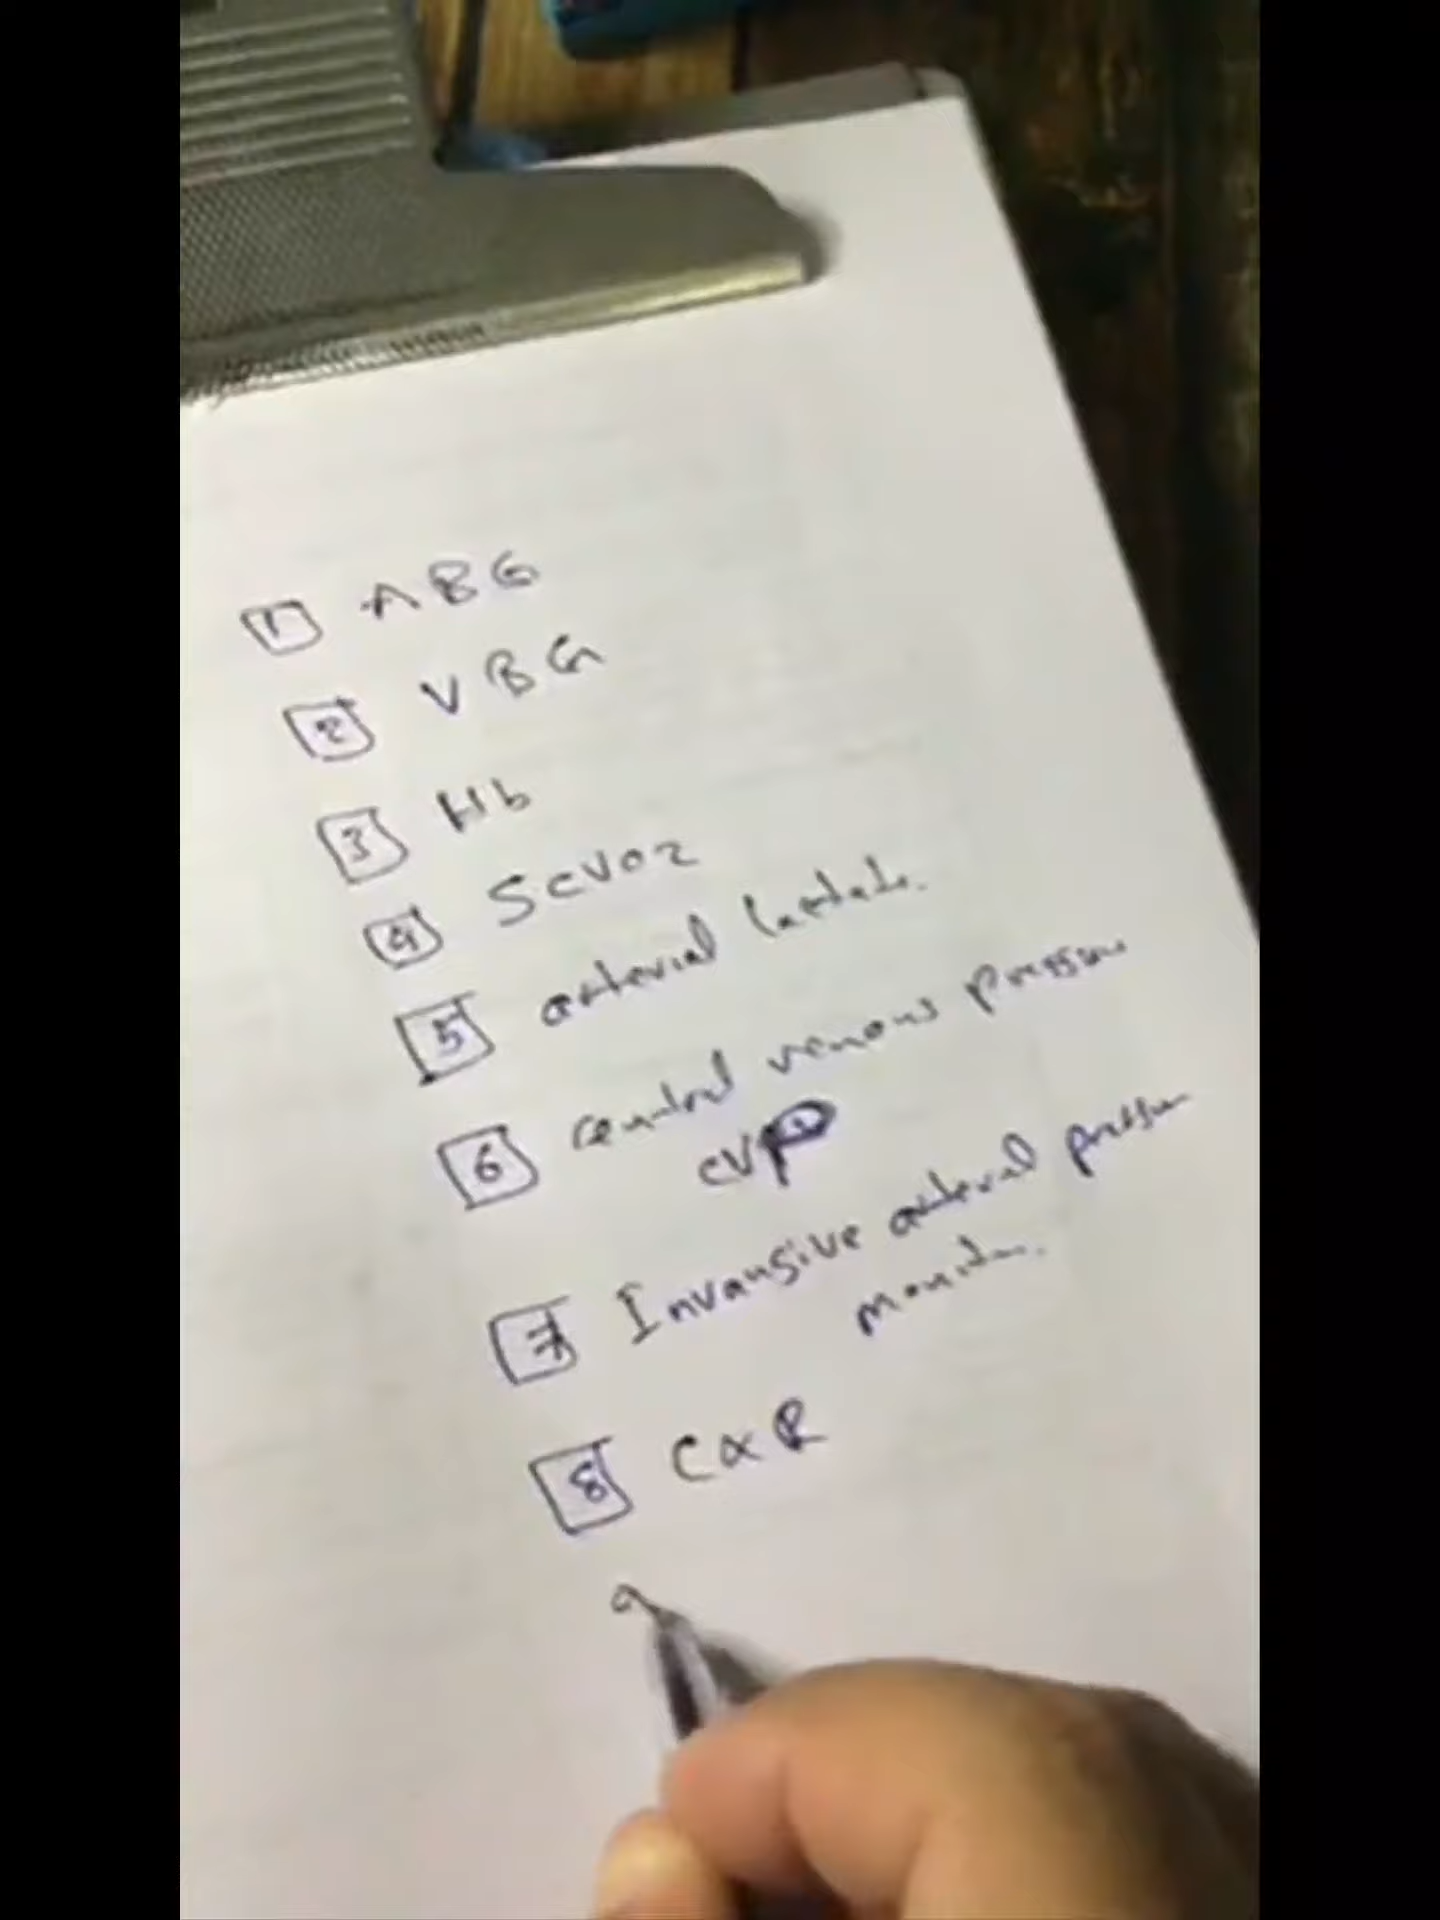 1 ABG
2 VBG
3 Hb
4 ScvO2
5 arterial lactate.
6 central venous pressure
CVP
7 Invansive arterial pressure
monitor.
8 CXR
9